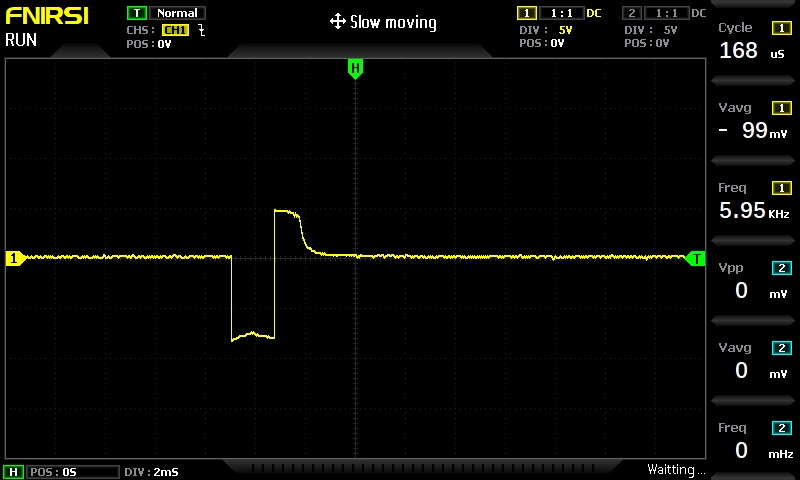 FNIRSI
RUN
T Normal
CHS: CH1
POS: 0V
Slow moving
1 1:1 DC
DIV: 5V
POS: 0V
2 1:1 DC
DIV: 5V
POS: 0V
H
1
T
Cycle 1
168 uS
Vavg 1
- 99 mV
Freq 1
5.95 KHz
Vpp 2
0 mV
Vavg 2
0 mV
Freq 2
0 mHz
H POS: 0S DIV: 2mS
Waitting...